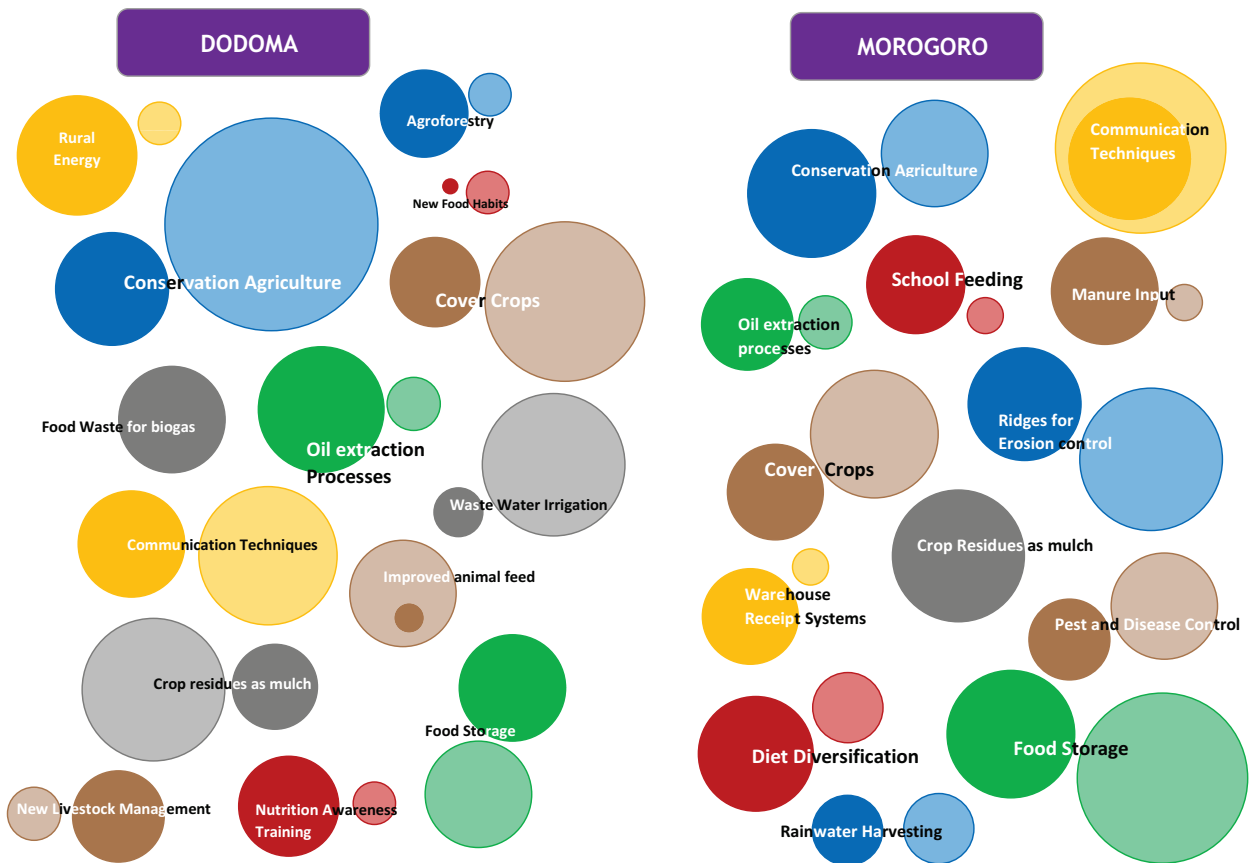 DODOMA
Rural
Energy
Agroforestry
New Food Habits
Conservation Agriculture
Cover Crops
Food Waste for biogas
Oil extraction
Processes
Waste Water Irrigation
Communication Techniques
Improved animal feed
Crop residues as mulch
Food Storage
New Livestock Management
Nutrition Awareness
Training
MOROGORO
Communication
Techniques
Conservation Agriculture
School Feeding
Manure Input
Oil extraction
processes
Ridges for
Erosion control
Cover Crops
Crop Residues as mulch
Warehouse
Receipt Systems
Pest and Disease Control
Diet Diversification
Food Storage
Rainwater Harvesting